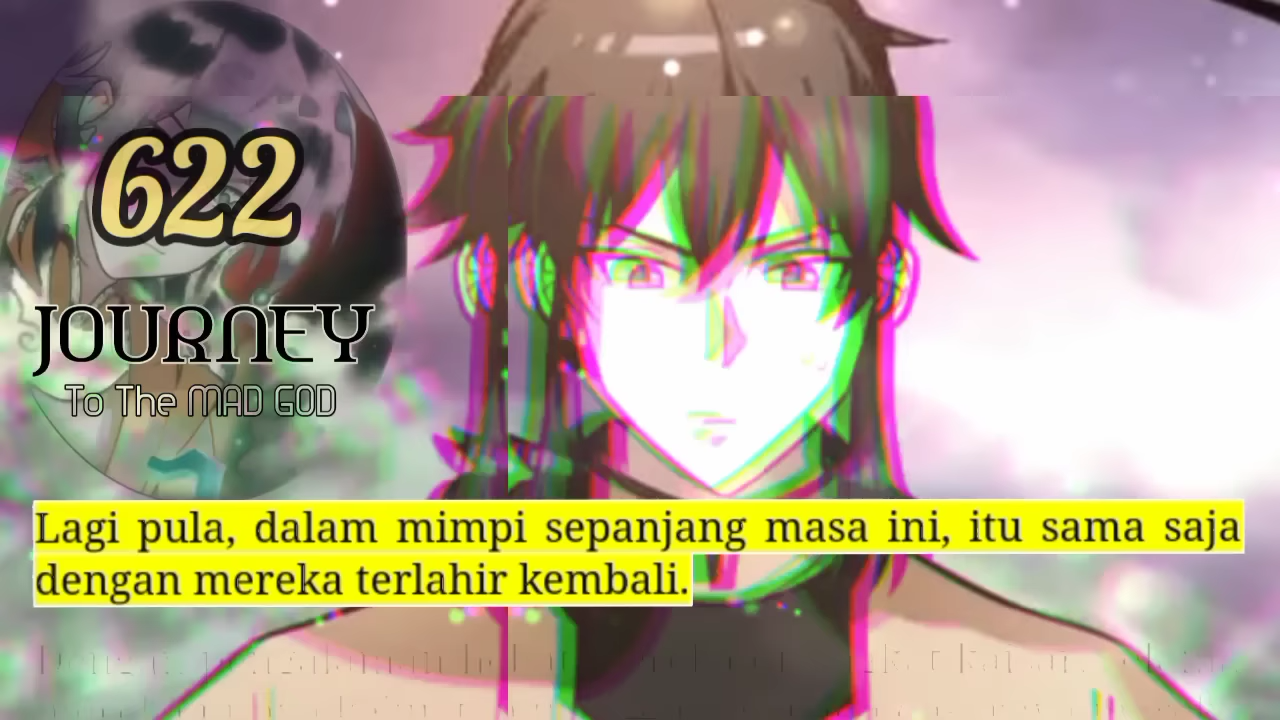 622
JOURNEY
To The MAD GOD
Lagi pula, dalam mimpi sepanjang masa ini, itu sama saja
dengan mereka terlahir kembali.